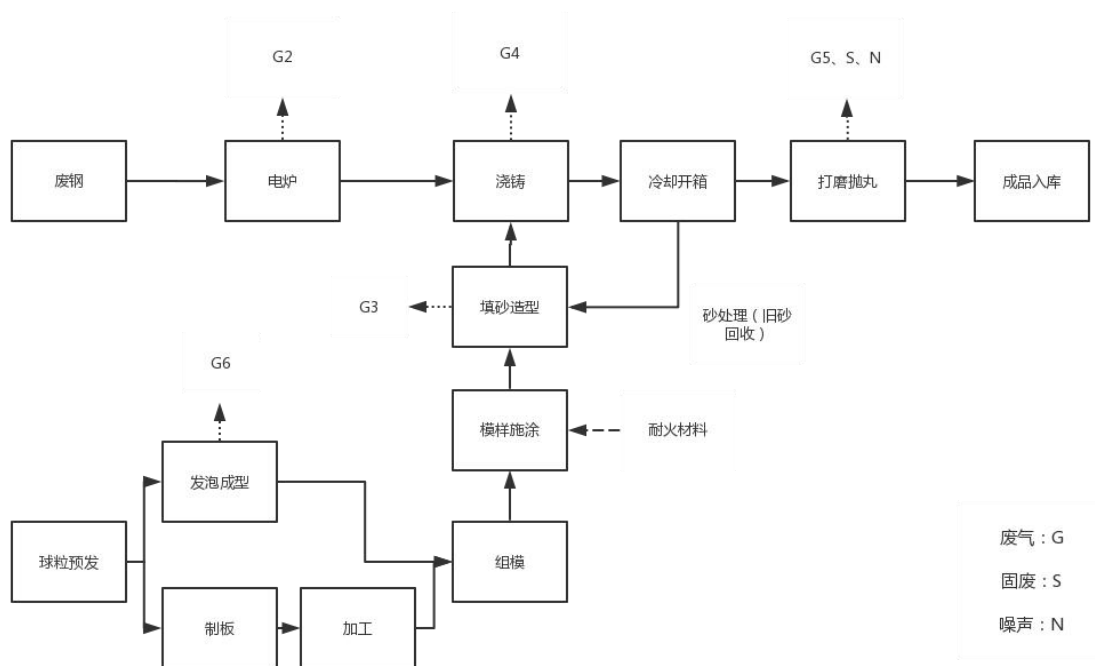 G2
G4
G5、S、N
废钢
电炉
浇铸
冷却开箱
打磨抛丸
成品入库
G3
填砂造型
砂处理（旧砂
回收）
G6
模样施涂
耐火材料
发泡成型
球粒预发
组模
制板
加工
废气：G
固废：S
噪声：N